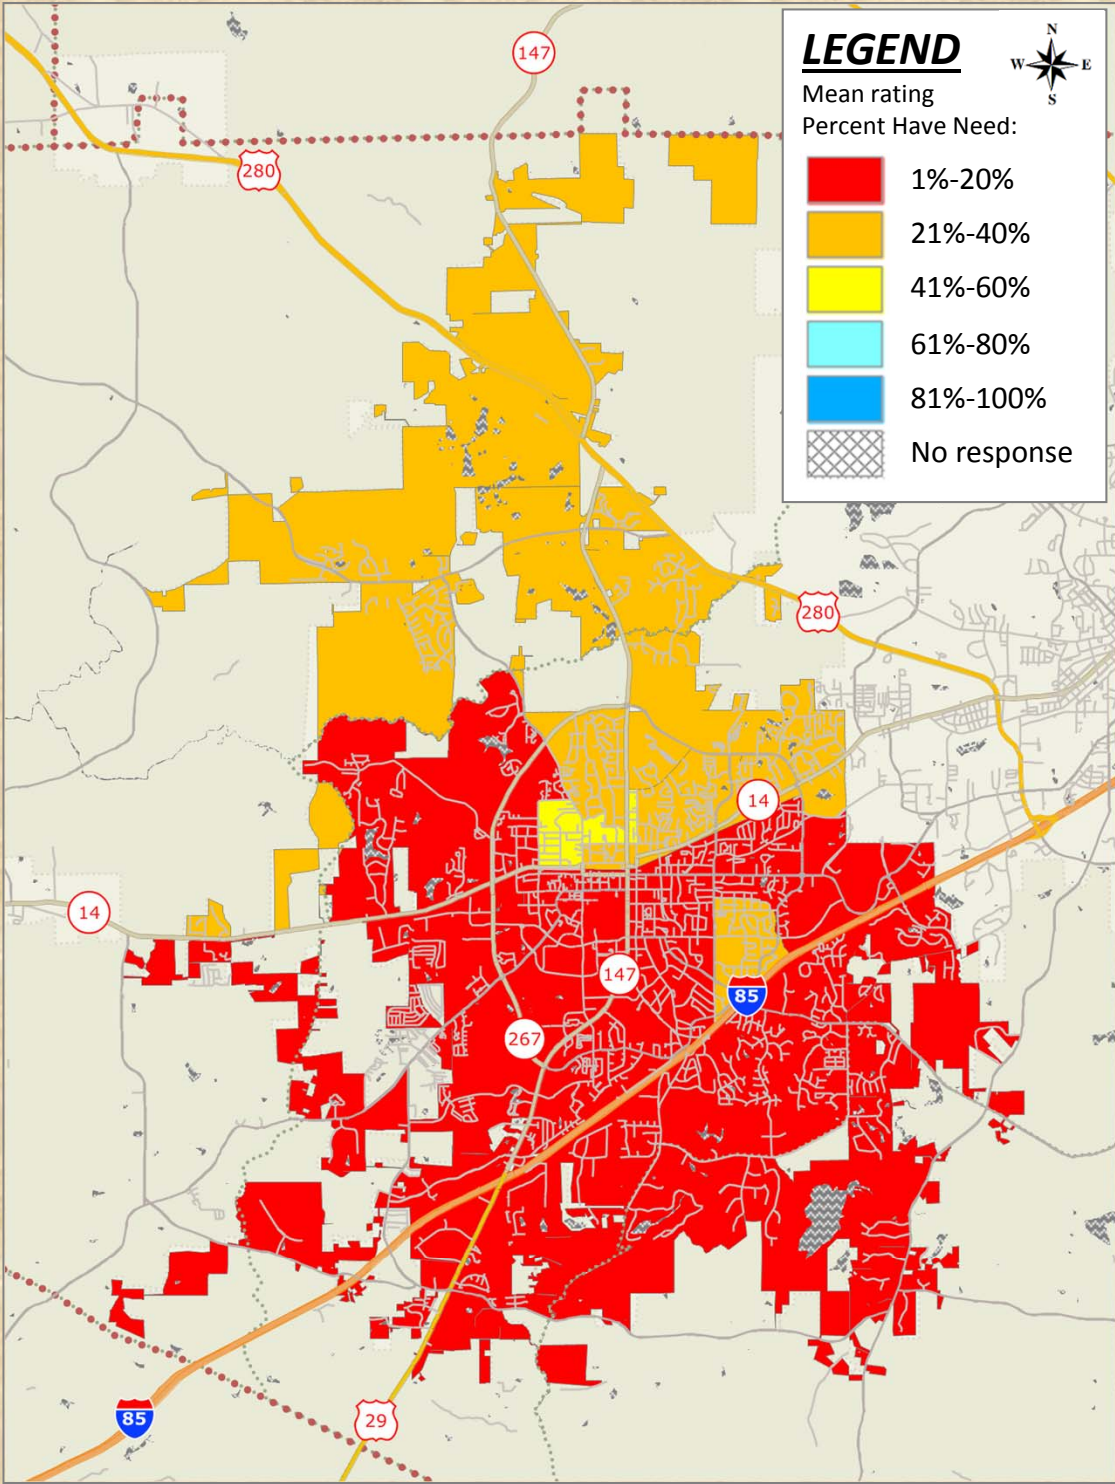 LEGEND
N
W E
S
Mean rating
Percent Have Need:
1%-20%
21%-40%
41%-60%
61%-80%
81%-100%
No response
147
280
280
14
14
147
85
267
85
29